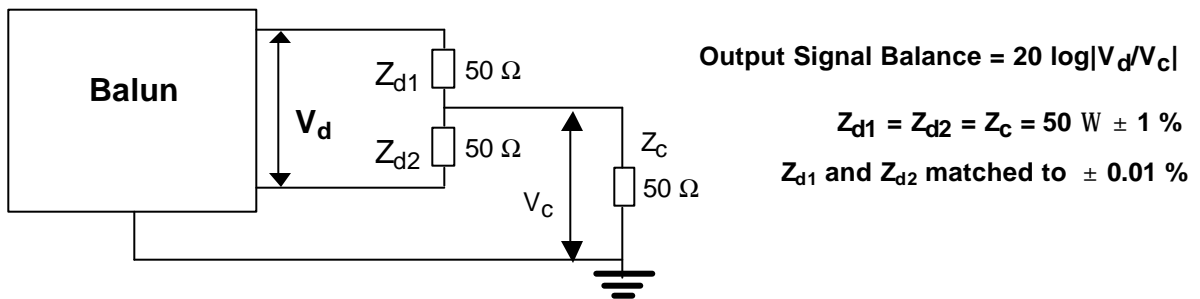 Balun
V_d
Z_d1 50 Ω
Z_d2 50 Ω
V_c
Z_c
50 Ω
Output Signal Balance = 20 log|V_d/V_c|
Z_d1 = Z_d2 = Z_c = 50 W ± 1 %
Z_d1 and Z_d2 matched to ± 0.01 %